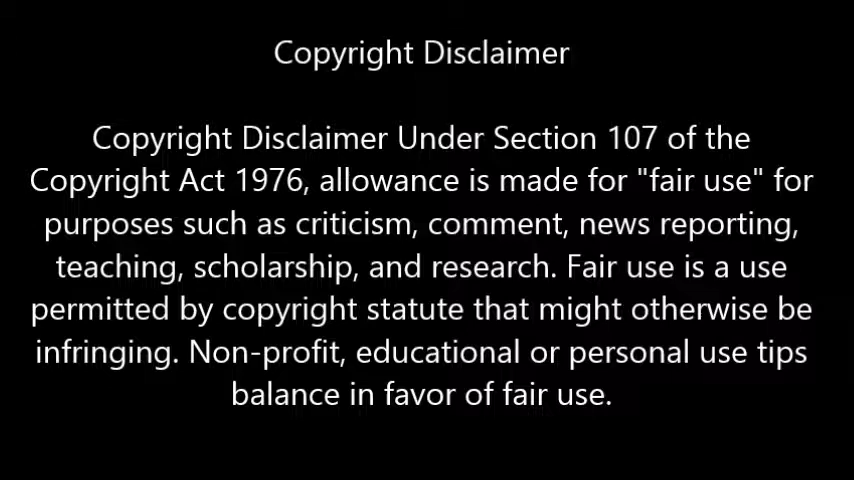 Copyright Disclaimer
Copyright Disclaimer Under Section 107 of the
Copyright Act 1976, allowance is made for "fair use" for
purposes such as criticism, comment, news reporting,
teaching, scholarship, and research. Fair use is a use
permitted by copyright statute that might otherwise be
infringing. Non-profit, educational or personal use tips
balance in favor of fair use.